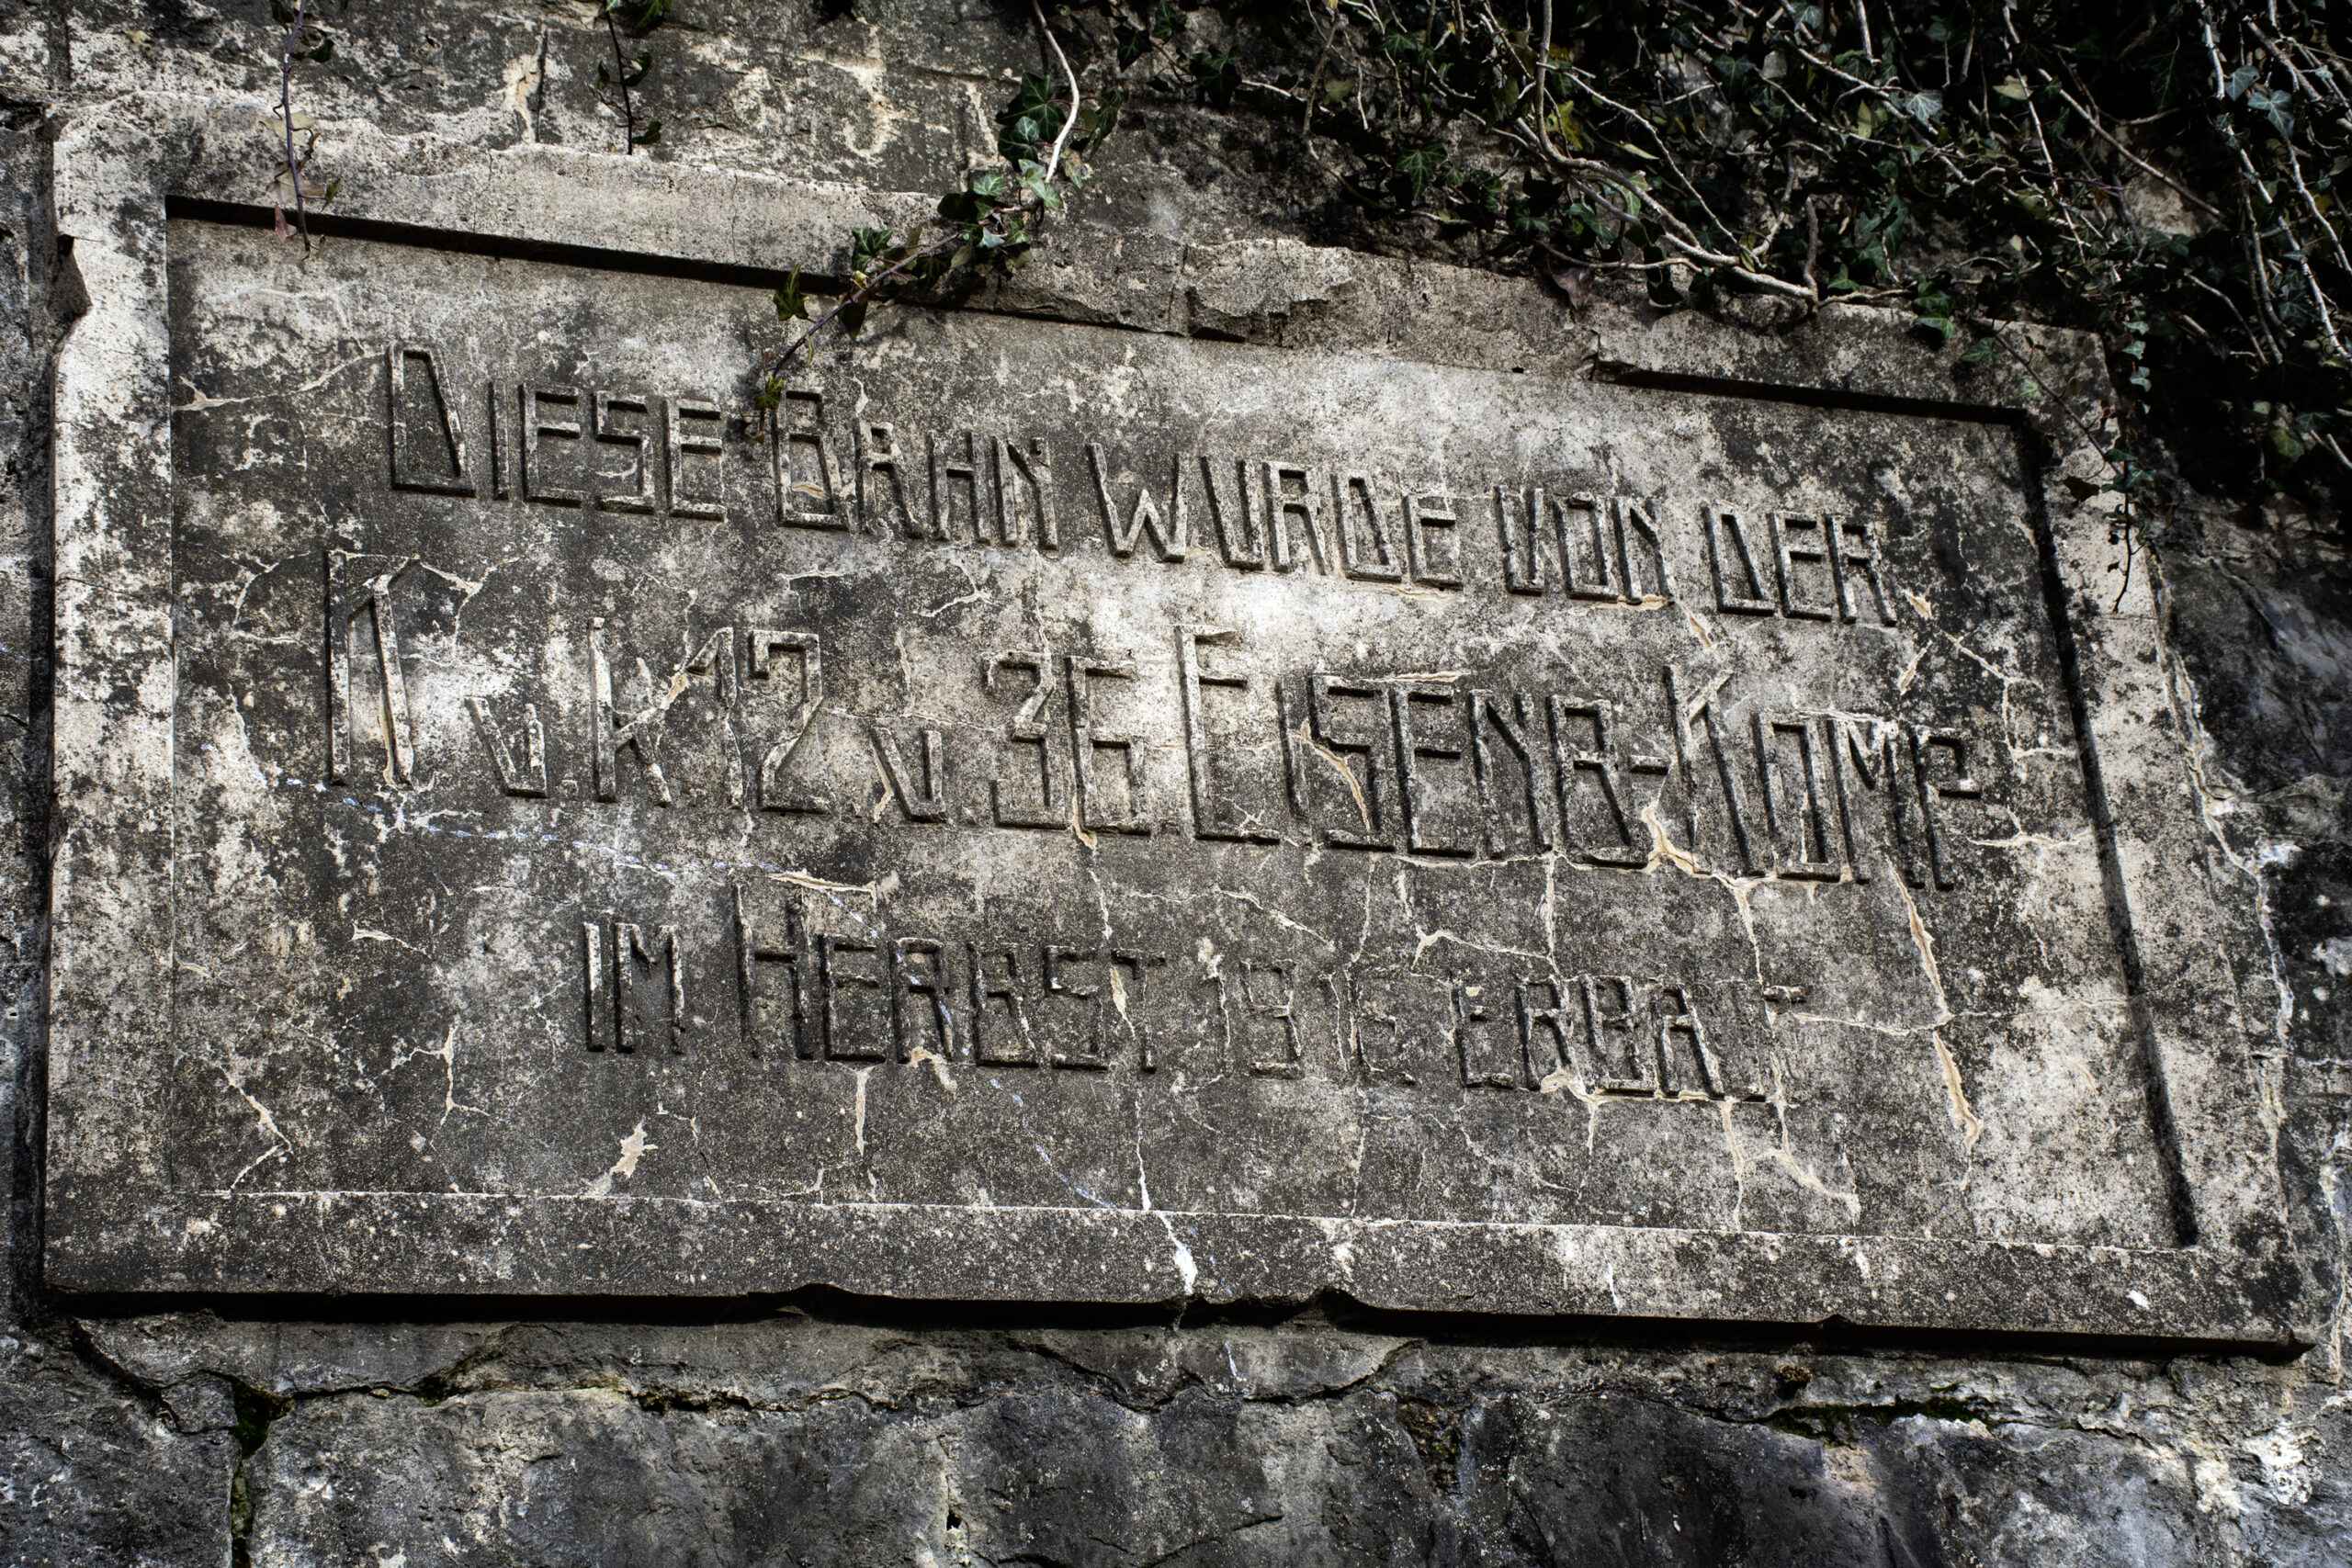 DIESE BAHN WURDE VON DER
K. U. K. 12. U. 36. EISENB-KOMP
IM HERBST 1916 ERBAUT